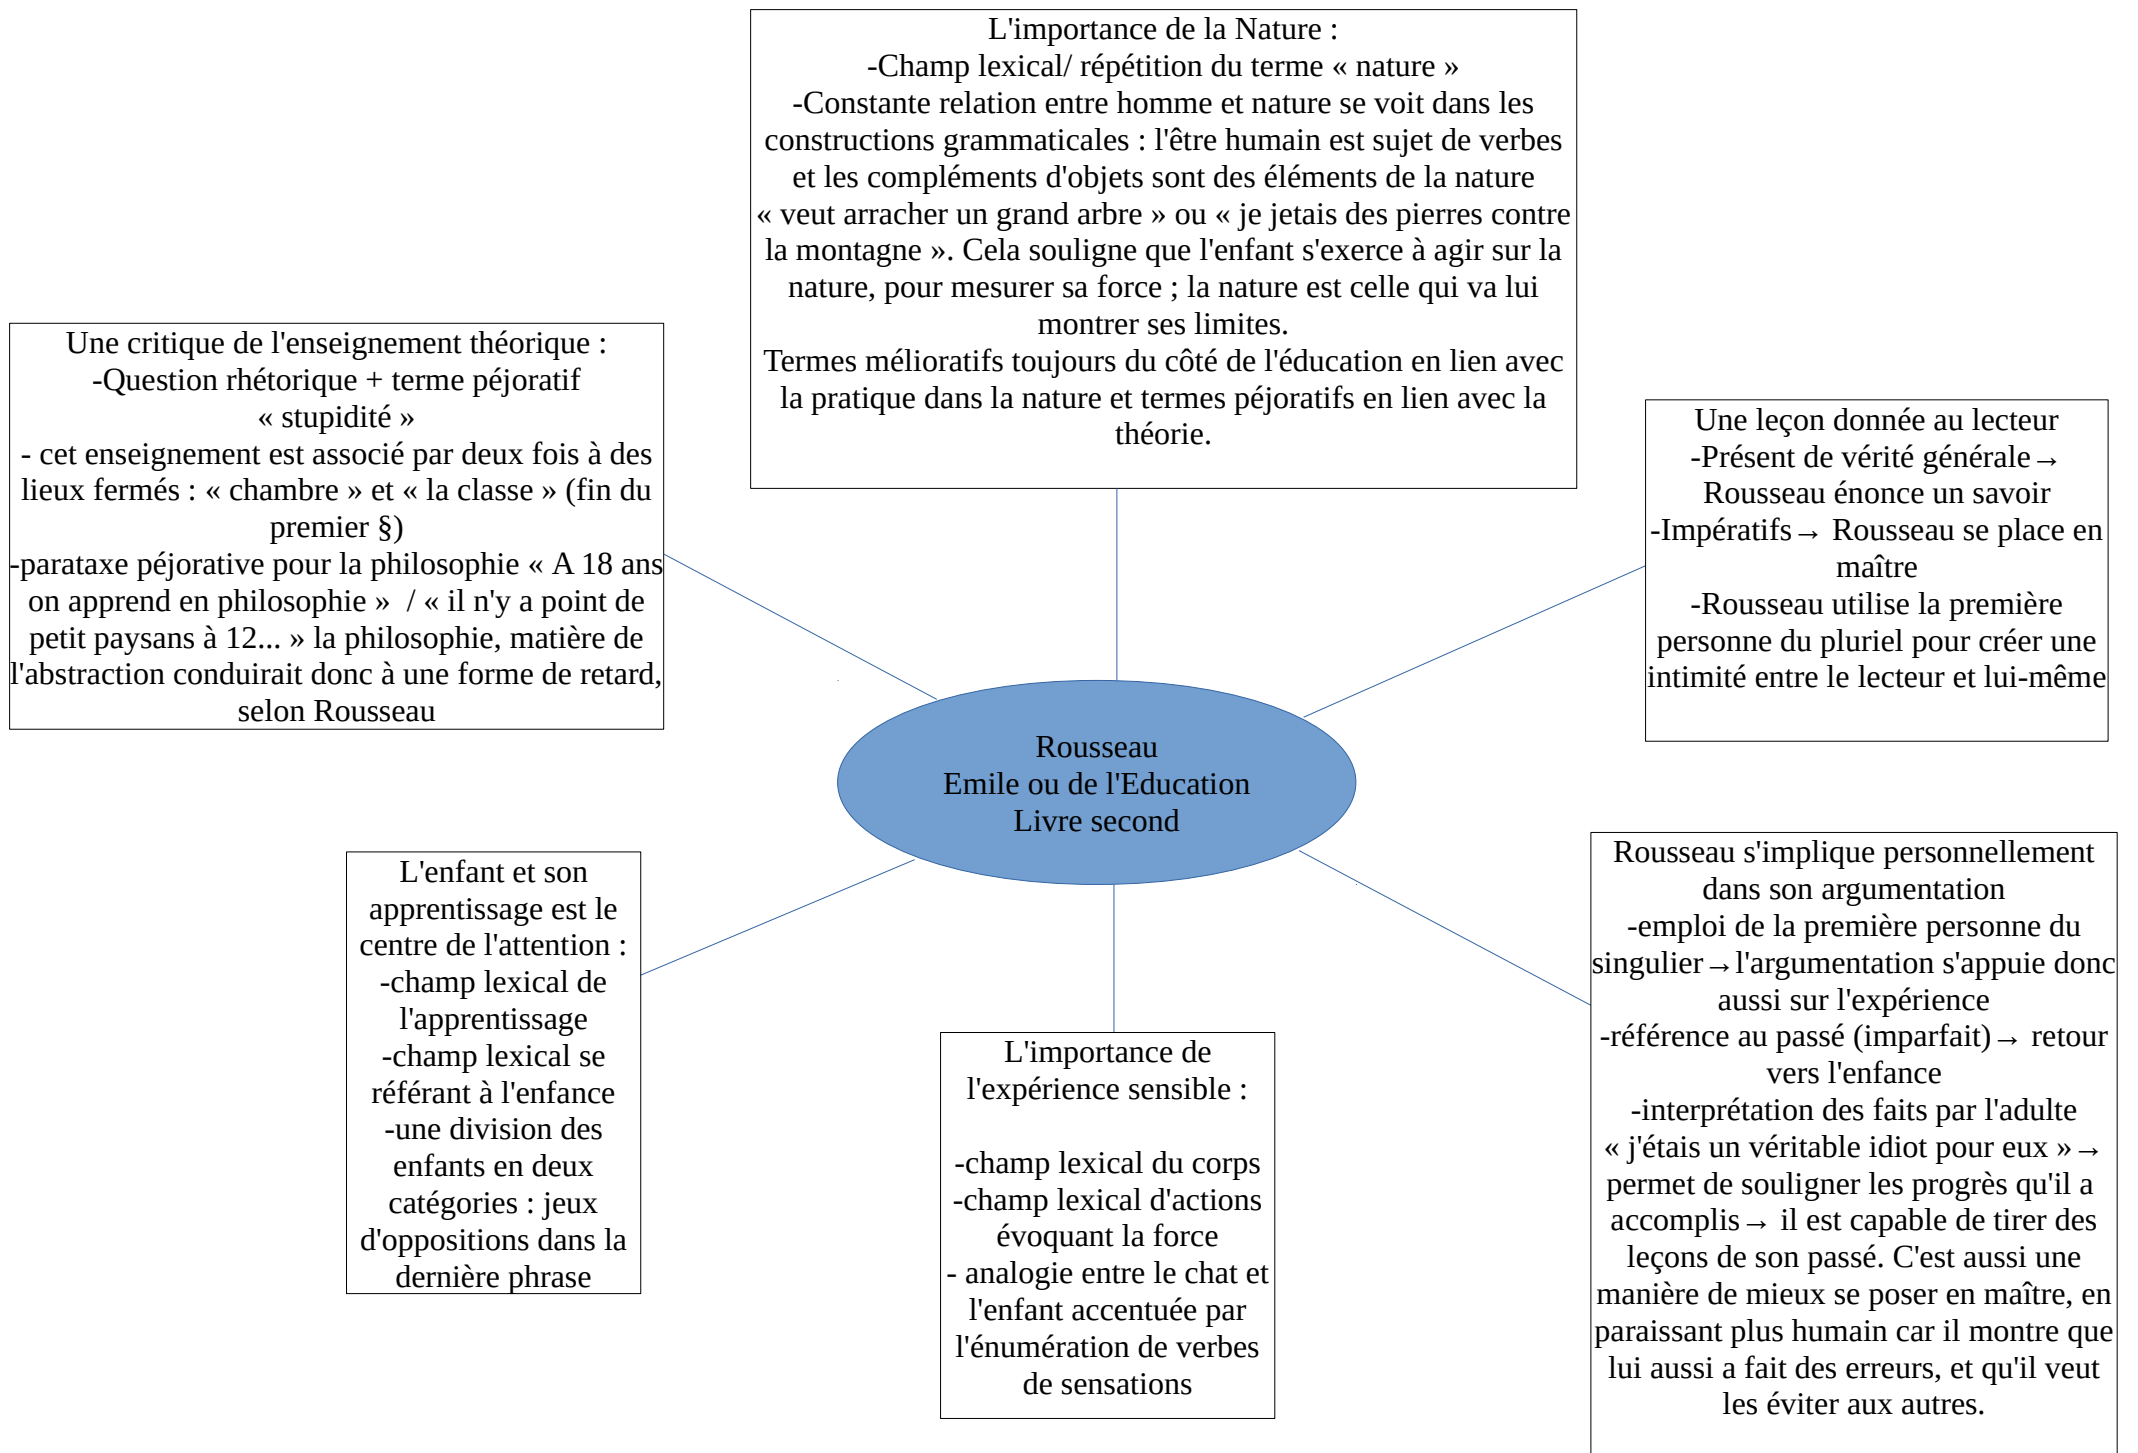 L'importance de la Nature :
-Champ lexical/ répétition du terme « nature »
-Constante relation entre homme et nature se voit dans les
constructions grammaticales : l'être humain est sujet de verbes
et les compléments d'objets sont des éléments de la nature
« veut arracher un grand arbre » ou « je jetais des pierres contre
la montagne ». Cela souligne que l'enfant s'exerce à agir sur la
nature, pour mesurer sa force ; la nature est celle qui va lui
montrer ses limites.
Termes mélioratifs toujours du côté de l'éducation en lien avec
la pratique dans la nature et termes péjoratifs en lien avec la
théorie.
Une critique de l'enseignement théorique :
-Question rhétorique + terme péjoratif
« stupidité »
- cet enseignement est associé par deux fois à des
lieux fermés : « chambre » et « la classe » (fin du
premier §)
-parataxe péjorative pour la philosophie « A 18 ans
on apprend en philosophie »  / « il n'y a point de
petit paysans à 12... » la philosophie, matière de
l'abstraction conduirait donc à une forme de retard,
selon Rousseau
Une leçon donnée au lecteur
-Présent de vérité générale→
Rousseau énonce un savoir
-Impératifs→ Rousseau se place en
maître
-Rousseau utilise la première
personne du pluriel pour créer une
intimité entre le lecteur et lui-même
Rousseau
Emile ou de l'Education
Livre second
L'enfant et son
apprentissage est le
centre de l'attention :
-champ lexical de
l'apprentissage
-champ lexical se
référant à l'enfance
-une division des
enfants en deux
catégories : jeux
d'oppositions dans la
dernière phrase
L'importance de
l'expérience sensible :
-champ lexical du corps
-champ lexical d'actions
évoquant la force
- analogie entre le chat et
l'enfant accentuée par
l'énumération de verbes
de sensations
Rousseau s'implique personnellement
dans son argumentation
-emploi de la première personne du
singulier→l'argumentation s'appuie donc
aussi sur l'expérience
-référence au passé (imparfait)→ retour
vers l'enfance
-interprétation des faits par l'adulte
« j'étais un véritable idiot pour eux »→
permet de souligner les progrès qu'il a
accomplis→ il est capable de tirer des
leçons de son passé. C'est aussi une
manière de mieux se poser en maître, en
paraissant plus humain car il montre que
lui aussi a fait des erreurs, et qu'il veut
les éviter aux autres.